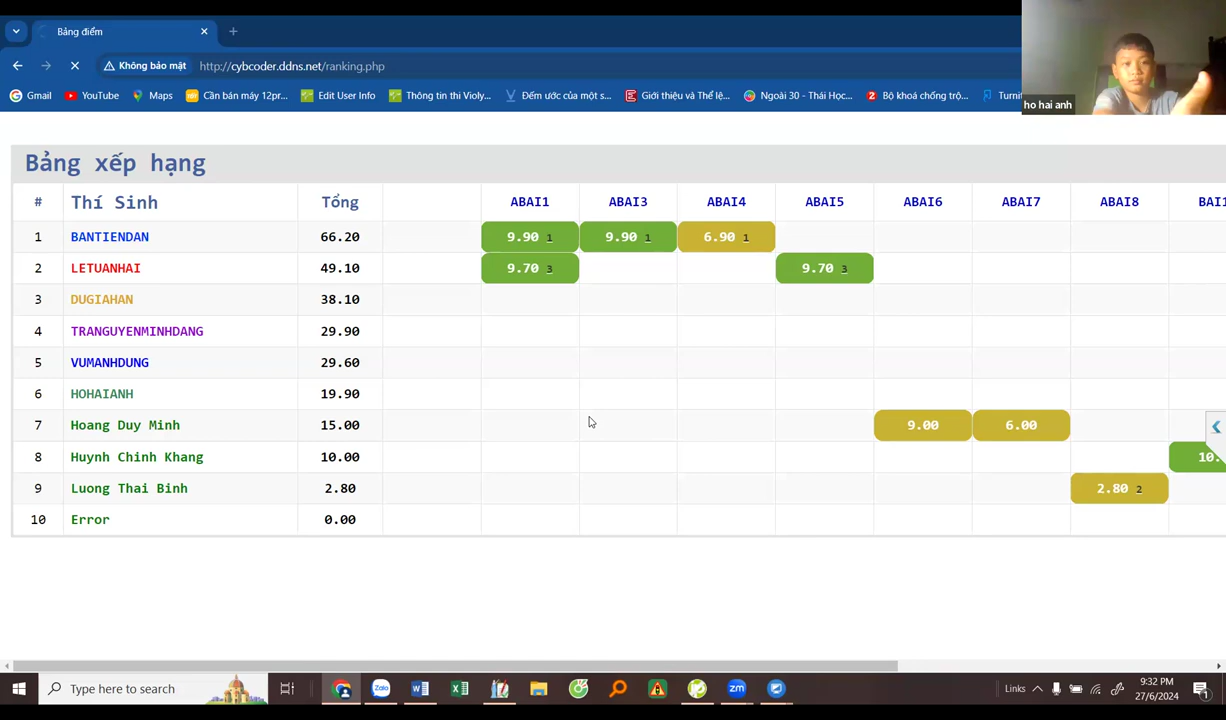 Bảng điểm
Không bảo mật http://cybcoder.ddns.net/ranking.php
Gmail YouTube Maps Cần bán máy 12pr... Edit User Info Thông tin thi Violy... Đếm ước của một s... Giới thiệu và Thể lệ... Ngoài 30 - Thái Học... Bộ khoá chống trộ... Turnit
ho hai anh
Bảng xếp hạng
# Thí Sinh Tổng ABAI1 ABAI3 ABAI4 ABAI5 ABAI6 ABAI7 ABAI8 BAI1
1 BANTIENDAN 66.20 9.90 1 9.90 1 6.90 1
2 LETUANHAI 49.10 9.70 3 9.70 3
3 DUGIAHAN 38.10
4 TRANGUYENMINHDANG 29.90
5 VUMANHDUNG 29.60
6 HOHAIANH 19.90
7 Hoang Duy Minh 15.00 9.00 6.00
8 Huynh Chinh Khang 10.00 10.
9 Luong Thai Binh 2.80 2.80 2
10 Error 0.00
Type here to search Links 9:32 PM
27/6/2024
1